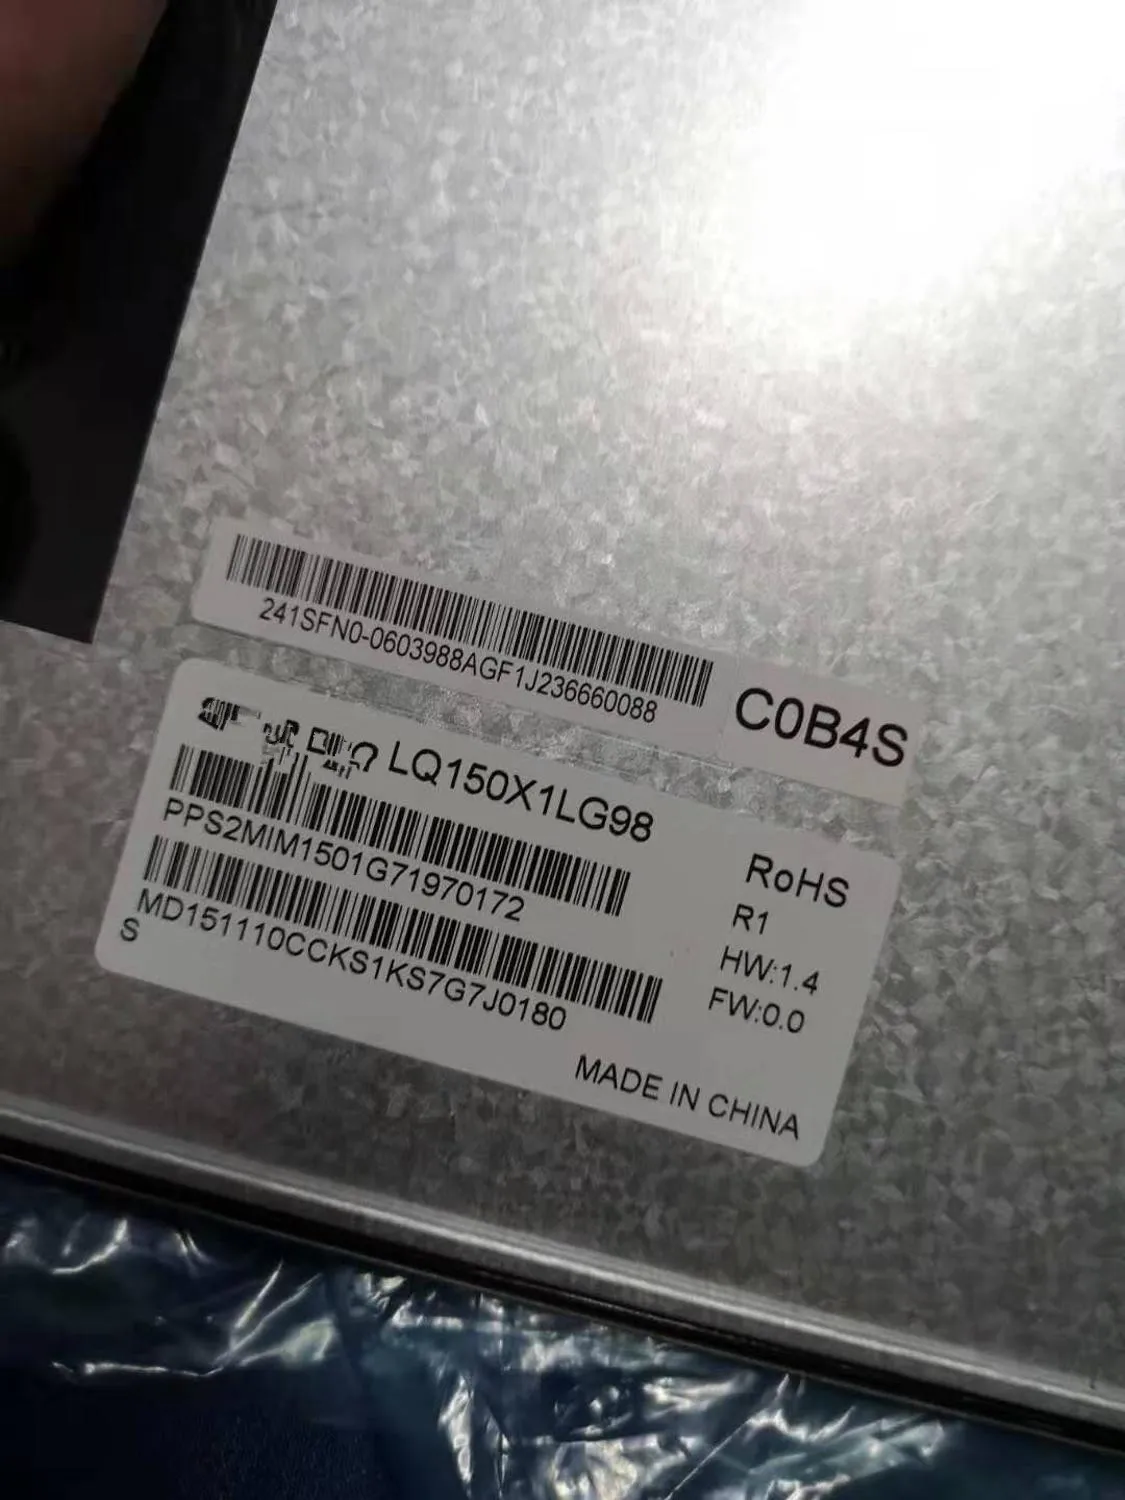 241SFN0-0603988AGF1J236660088
C0B4S
LQ150X1LG98
PPS2MIM1501G71970172
MD151110CCKS1KS7G7J0180
S
RoHS
R1
HW:1.4
FW:0.0
MADE IN CHINA